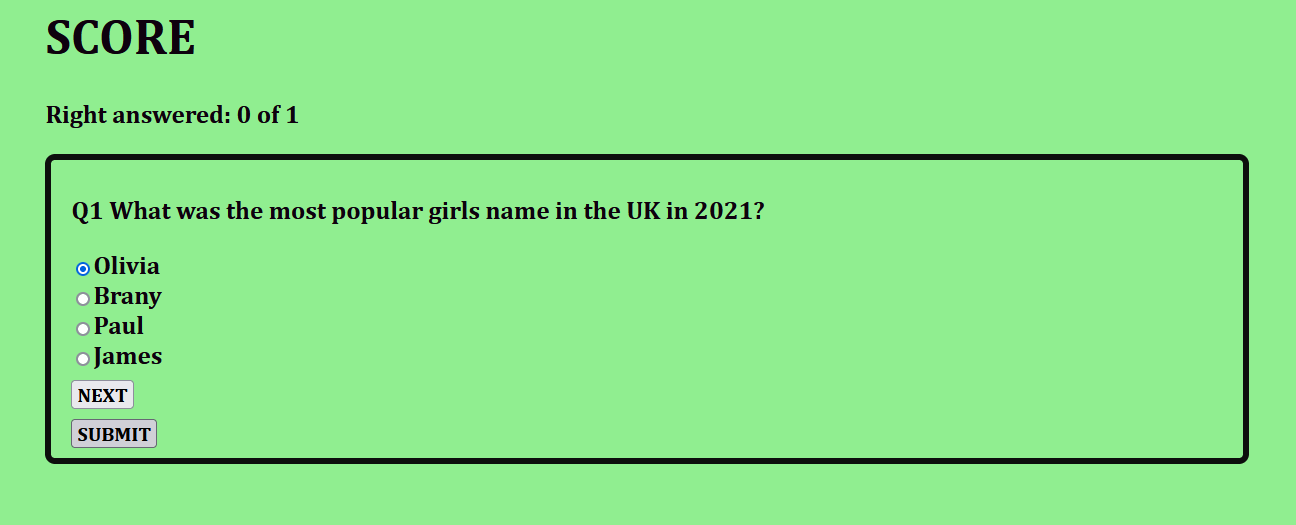 SCORE
Right answered: 0 of 1
Q1 What was the most popular girls name in the UK in 2021?
Olivia
Brany
Paul
James
NEXT
SUBMIT